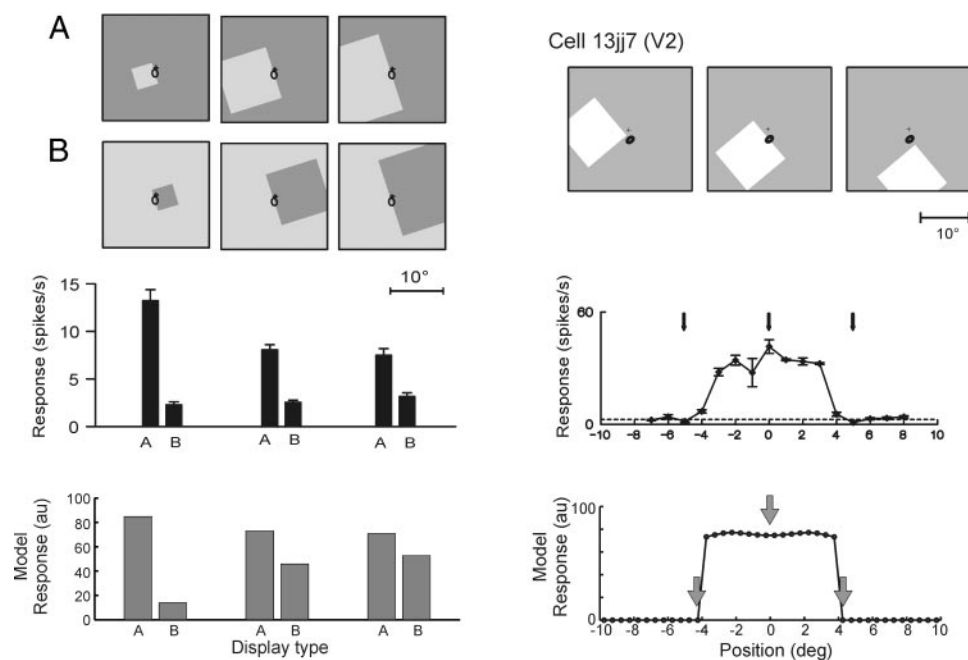 A
B
10°
15
10
5
0
Response (spikes/s)
A B A B A B
100
80
60
40
20
0
Model
Response (au)
A B A B A B
Display type
Cell 13jj7 (V2)
10°
60
0
Response (spikes/s)
-10 -8 -6 -4 -2 0 2 4 6 8 10
100
0
Model
Response (au)
-10 -8 -6 -4 -2 0 2 4 6 8 10
Position (deg)